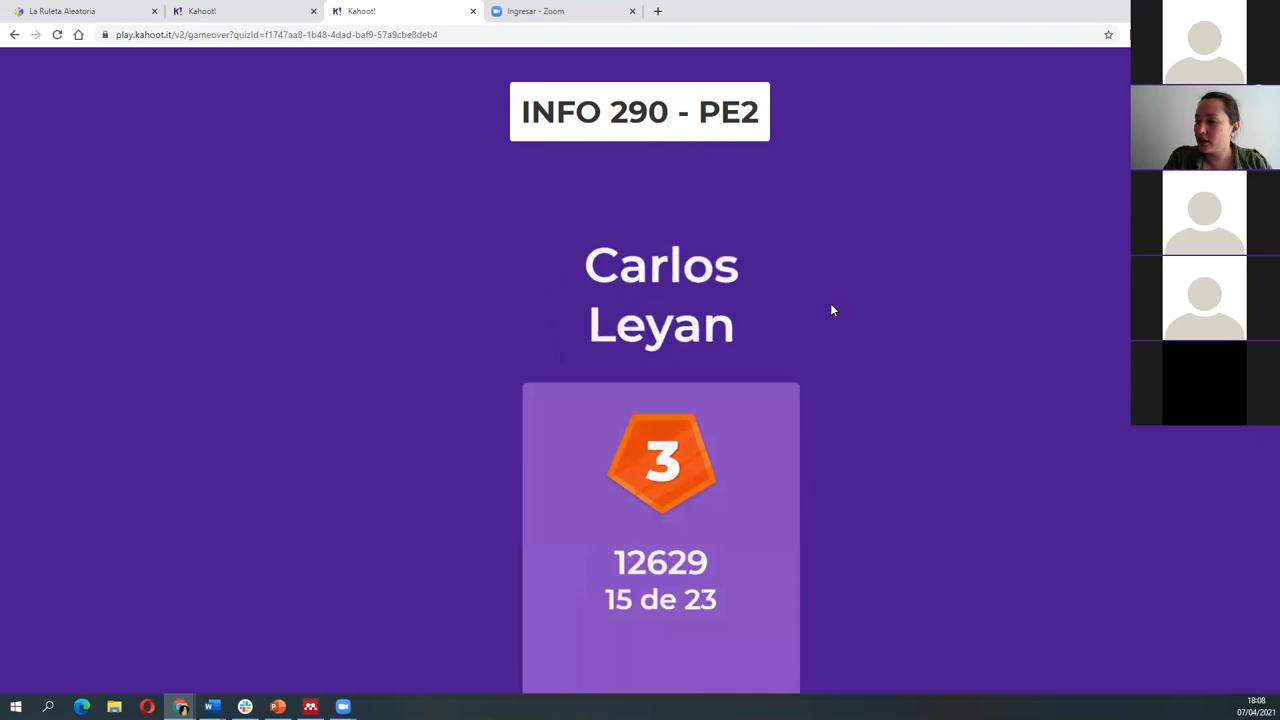 La Ruleta Aleatoria
Kahoot!
Kahoot!
Ingresar - Zoom
play.kahoot.it/v2/gameover?quizId=f1747aa8-1b48-4dad-baf9-57a9cbe8deb4
INFO 290 - PE2
Carlos
Leyan
3
12629
15 de 23
18:08
07/04/2021